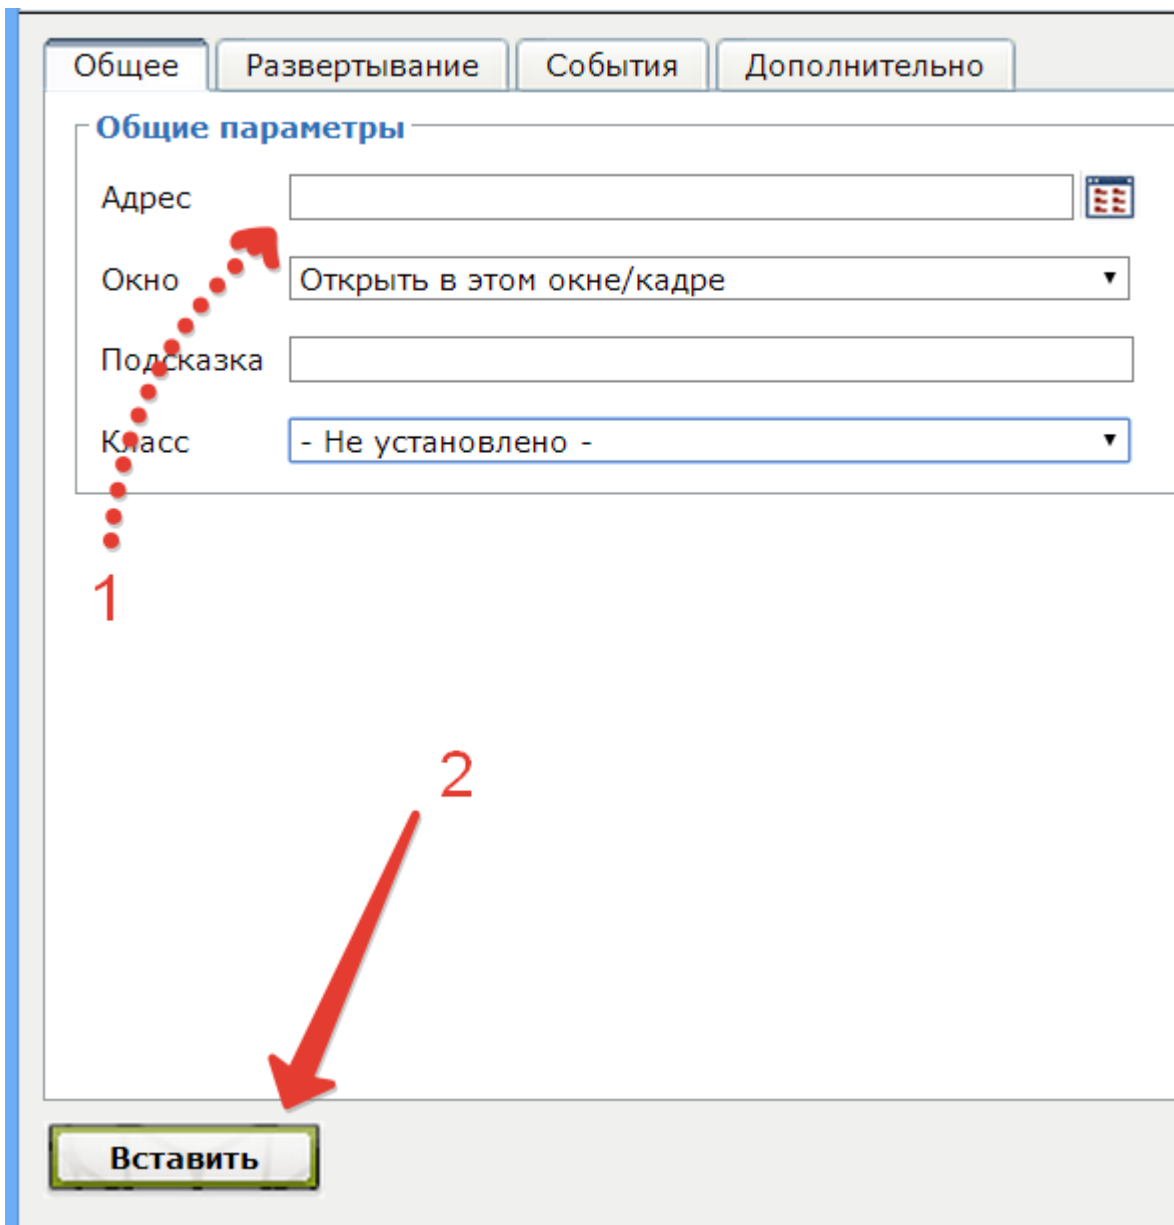 Общее Развертывание События Дополнительно
Общие параметры
Адрес
Окно Открыть в этом окне/кадре
Подсказка
Класс - Не установлено -
1
2
Вставить